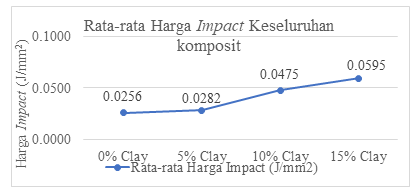 Rata-rata Harga Impact Keseluruhan
komposit
Harga Impact (J/mm²)
0.1000
0.0500
0.0000
0.0256
0.0282
0.0475
0.0595
0% Clay
5% Clay
10% Clay
15% Clay
Rata-rata Harga Impact (J/mm2)